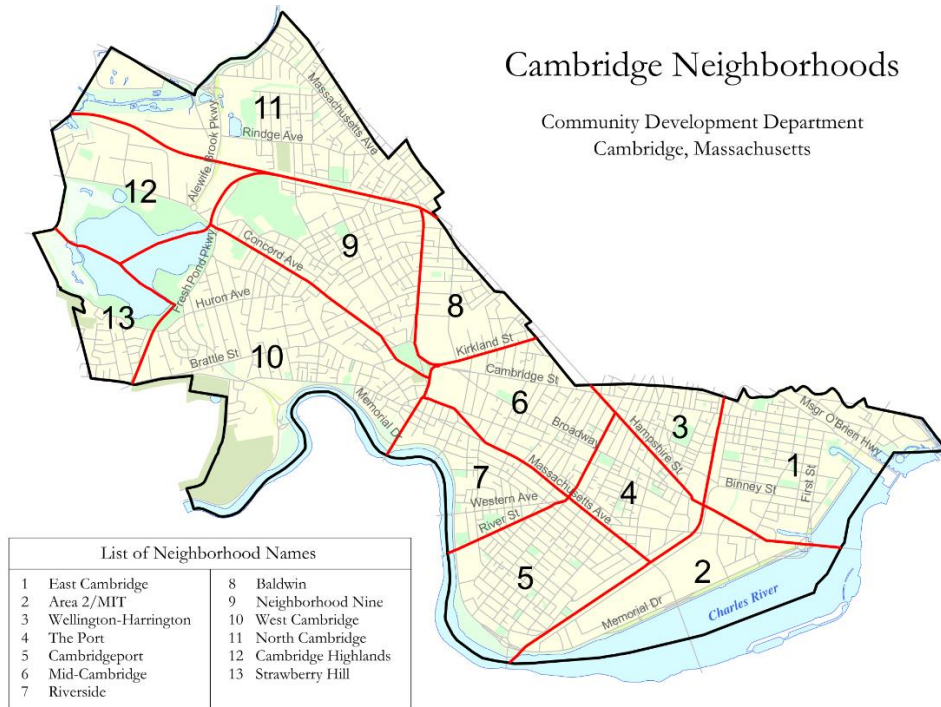 Cambridge Neighborhoods
Community Development Department
Cambridge, Massachusetts
11
Massachusetts Ave
Rindge Ave
Alewife Brook Pkwy
12
9
Concord Ave
Fresh Pond Pkwy
Huron Ave
8
13
Brattle St
10
Kirkland St
Cambridge St
6
Memorial Dr
Broadway
Hampshire St
3
Msgr O'Brien Hwy
1
First St
Binney St
7
Massachusetts Ave
4
Western Ave
River St
5
2
Memorial Dr
Charles River
List of Neighborhood Names
1 East Cambridge
2 Area 2/MIT
3 Wellington-Harrington
4 The Port
5 Cambridgeport
6 Mid-Cambridge
7 Riverside
8 Baldwin
9 Neighborhood Nine
10 West Cambridge
11 North Cambridge
12 Cambridge Highlands
13 Strawberry Hill